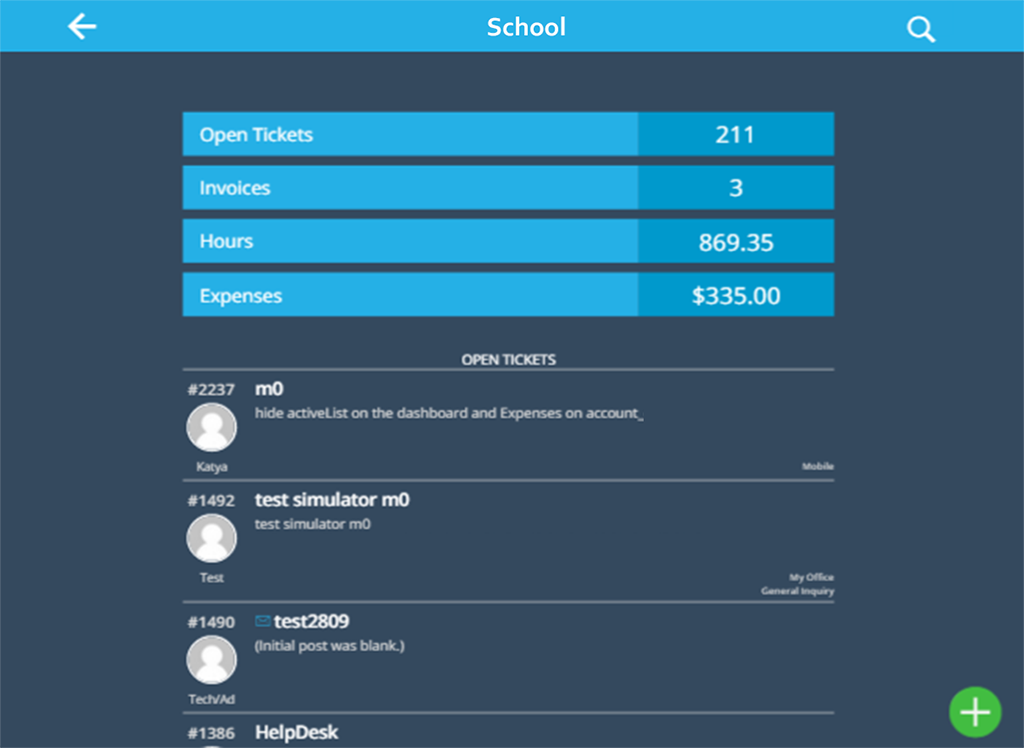 School
Open Tickets 211
Invoices 3
Hours 869.35
Expenses $335.00
OPEN TICKETS
#2237 m0
hide activeList on the dashboard and Expenses on account_
Katya
Mobile
#1492 test simulator m0
test simulator m0
Test
My Office
General Inquiry
#1490 test2809
(Initial post was blank.)
Tech/Ad
#1386 HelpDesk